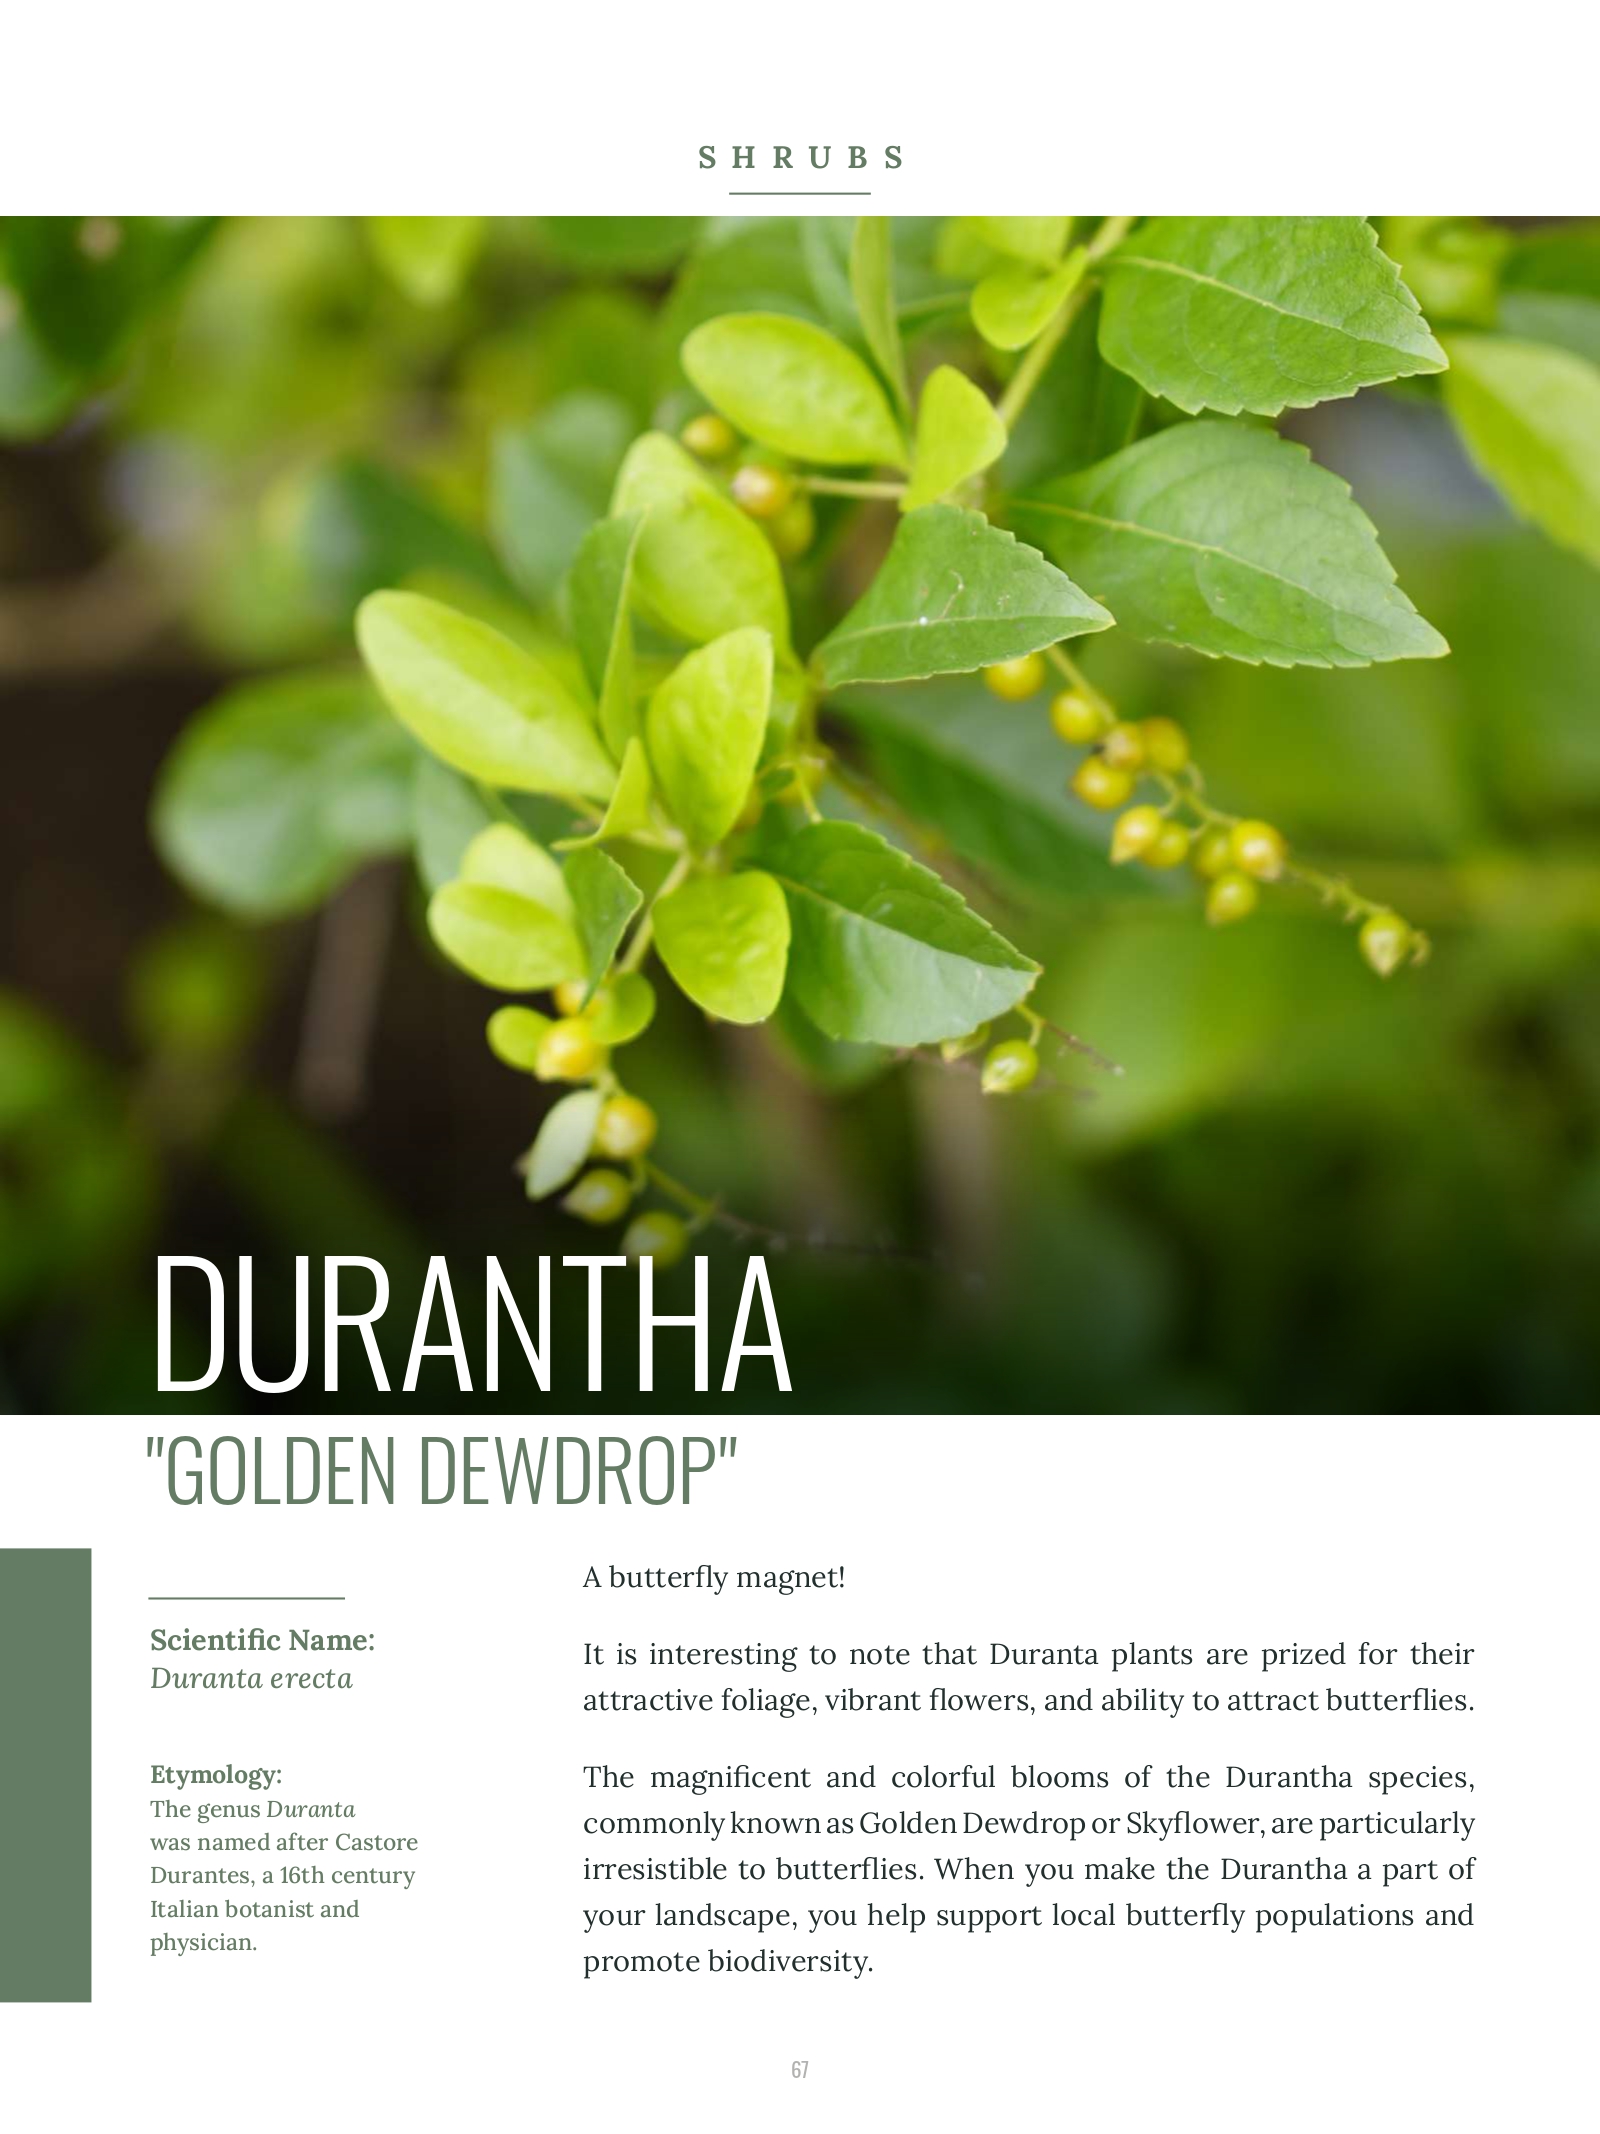 SHRUBS
DURANTHA
"GOLDEN DEWDROP"
Scientific Name:
Duranta erecta
Etymology:
The genus Duranta
was named after Castore
Durantes, a 16th century
Italian botanist and
physician.
A butterfly magnet!
It is interesting to note that Duranta plants are prized for their
attractive foliage, vibrant flowers, and ability to attract butterflies.
The magnificent and colorful blooms of the Durantha species,
commonly known as Golden Dewdrop or Skyflower, are particularly
irresistible to butterflies. When you make the Durantha a part of
your landscape, you help support local butterfly populations and
promote biodiversity.
67